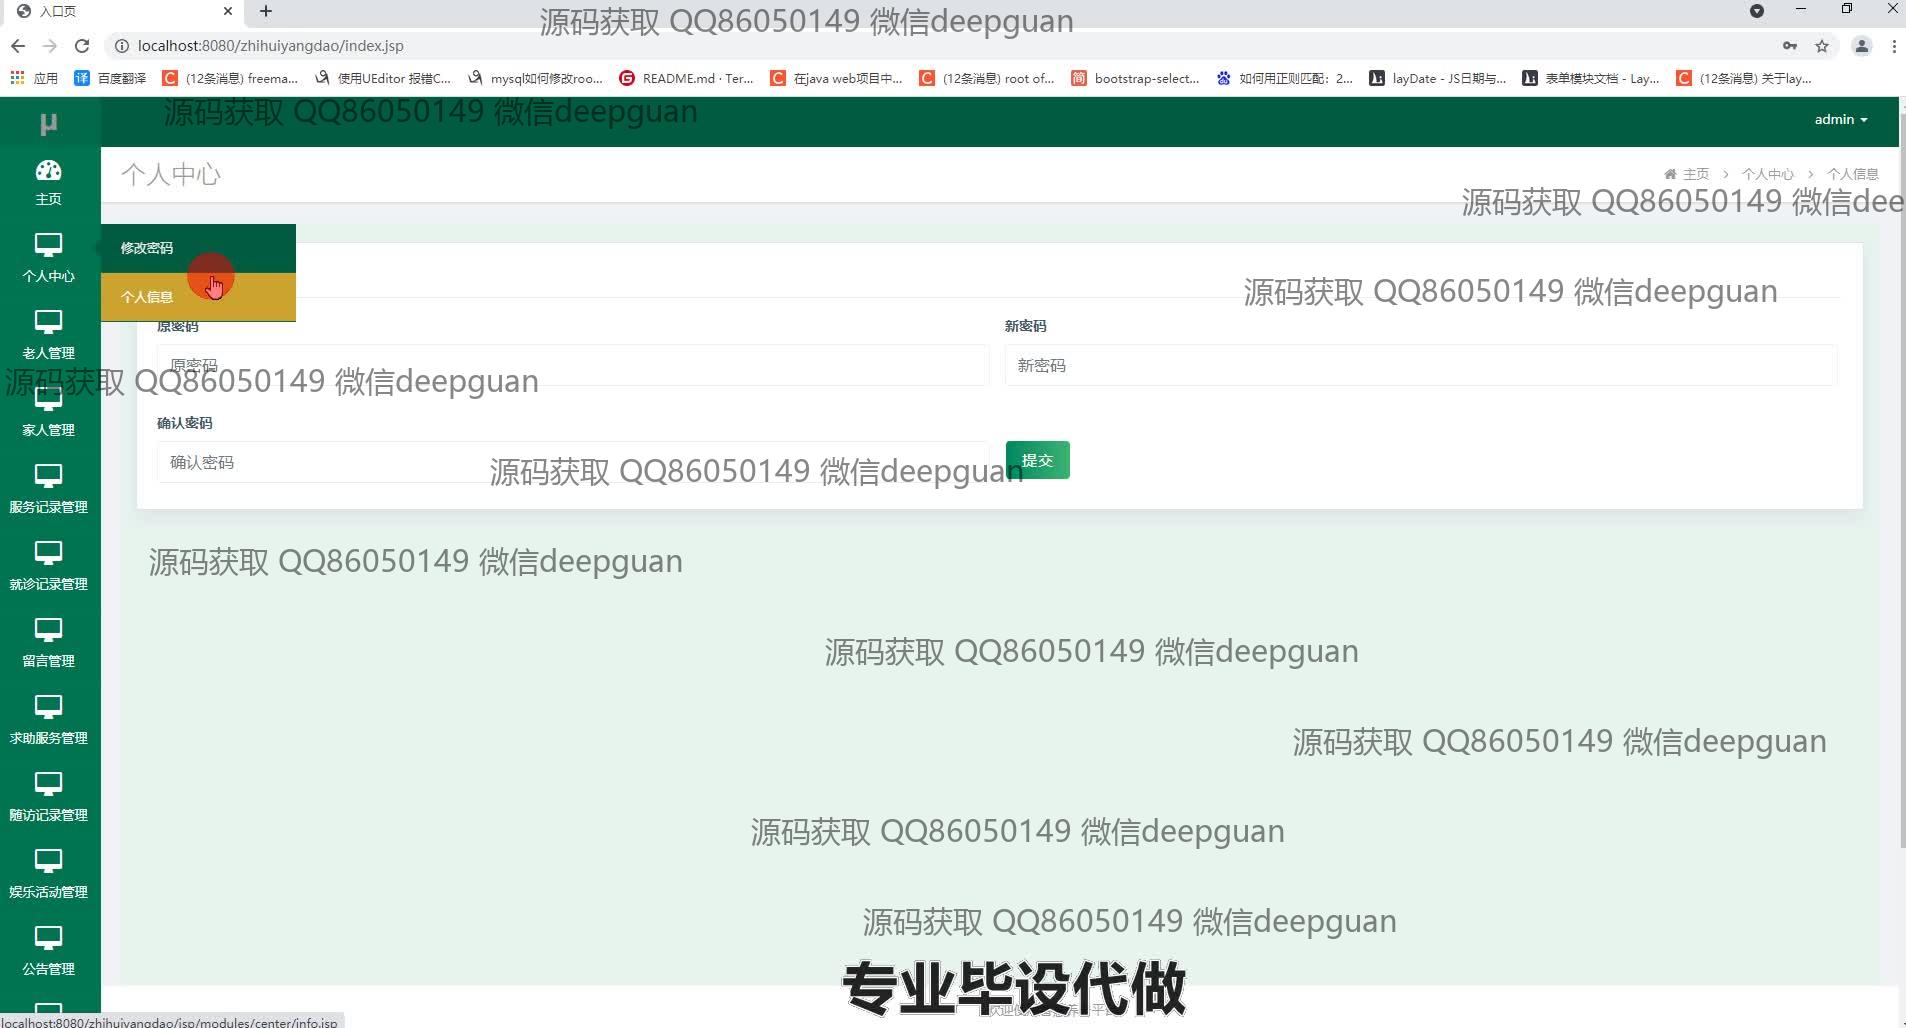 入口页
源码获取 QQ86050149 微信deepguan
localhost:8080/zhihuiyangdao/index.jsp
应用
译 百度翻译
(12条消息) freema...
使用UEditor 报错C...
mysql如何修改roo...
README.md · Ter...
在java web项目中...
(12条消息) root of...
简 bootstrap-select...
如何用正则匹配：2...
layDate - JS日期与...
表单模块文档 - Lay...
(12条消息) 关于lay...
μ
源码获取 QQ86050149 微信deepguan
admin
主页
个人中心
主页 > 个人中心 > 个人信息
源码获取 QQ86050149 微信dee
个人中心
修改密码
个人信息
源码获取 QQ86050149 微信deepguan
原密码
新密码
老人管理
原密码
新密码
源码获取 QQ86050149 微信deepguan
家人管理
确认密码
确认密码
提交
源码获取 QQ86050149 微信deepguan
服务记录管理
源码获取 QQ86050149 微信deepguan
就诊记录管理
源码获取 QQ86050149 微信deepguan
留言管理
求助服务管理
源码获取 QQ86050149 微信deepguan
随访记录管理
源码获取 QQ86050149 微信deepguan
娱乐活动管理
源码获取 QQ86050149 微信deepguan
公告管理
专业毕设代做
localhost:8080/zhihuiyangdao/jsp/modules/center/info.jsp